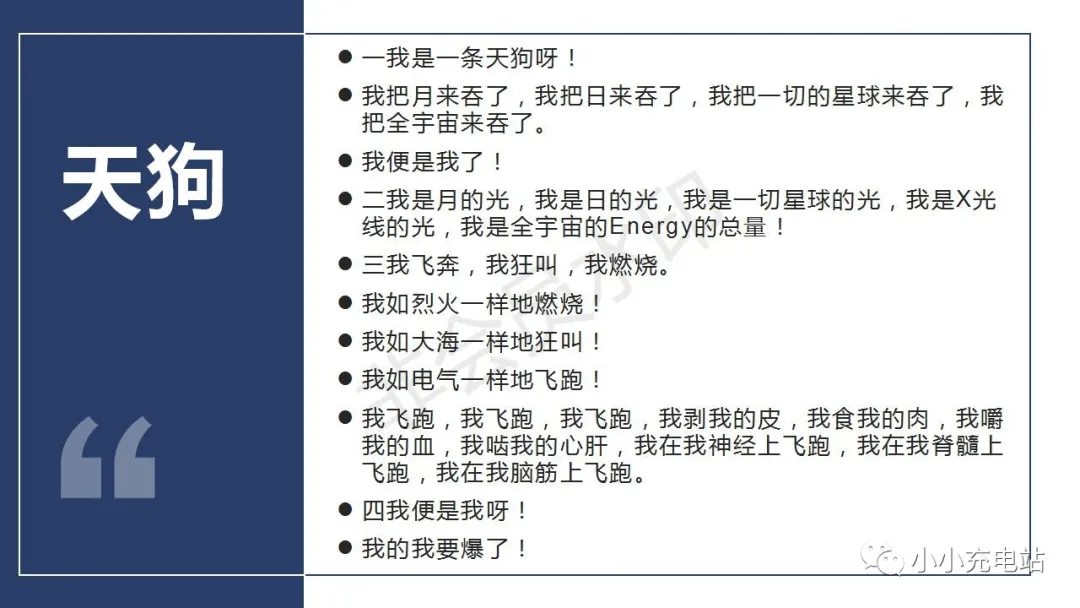 天狗
● 一我是一条天狗呀！
● 我把月来吞了，我把日来吞了，我把一切的星球来吞了，我
把全宇宙来吞了。
● 我便是我了！
● 二我是月的光，我是日的光，我是一切星球的光，我是X光
线的光，我是全宇宙的Energy的总量！
● 三我飞奔，我狂叫，我燃烧。
● 我如烈火一样地燃烧！
● 我如大海一样地狂叫！
● 我如电气一样地飞跑！
● 我飞跑，我飞跑，我飞跑，我剥我的皮，我食我的肉，我嚼
我的血，我啮我的心肝，我在我神经上飞跑，我在我脊髓上
飞跑，我在我脑筋上飞跑。
● 四我便是我呀！
● 我的我要爆了！
非会员水印
小小充电站